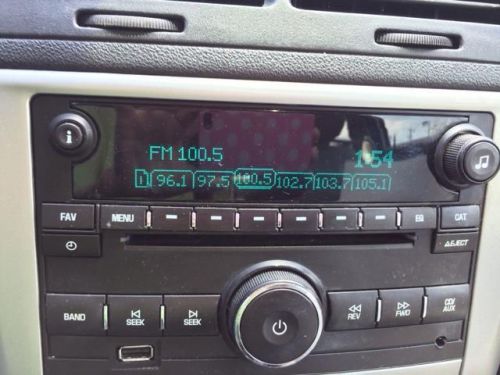 FM 100.5 1:54
1 96.1 97.5 100.5 102.7 103.7 105.1
FAV MENU EQ CAT
EJECT
BAND SEEK SEEK REV FWD CD/AUX